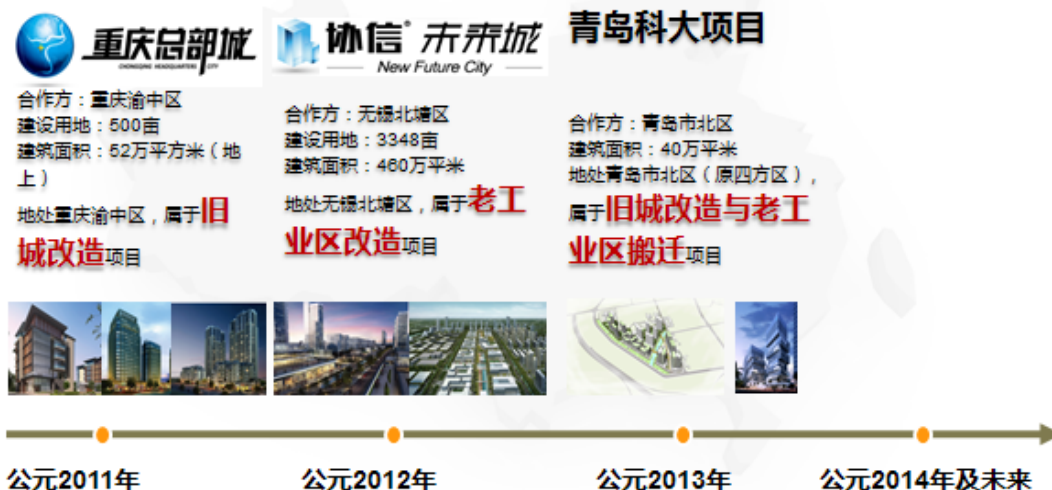 重庆总部城
CHONGQING HEADQUARTERS CITY
合作方：重庆渝中区
建设用地：500亩
建筑面积：52万平方米（地
上）
地处重庆渝中区，属于旧
城改造项目
协信® 未来城
New Future City
合作方：无锡北塘区
建设用地：3348亩
建筑面积：460万平米
地处无锡北塘区，属于老工
业区改造项目
青岛科大项目
合作方：青岛市北区
建筑面积：40万平米
地处青岛市北区（原四方区），
属于旧城改造与老工
业区搬迁项目
公元2011年
公元2012年
公元2013年
公元2014年及未来